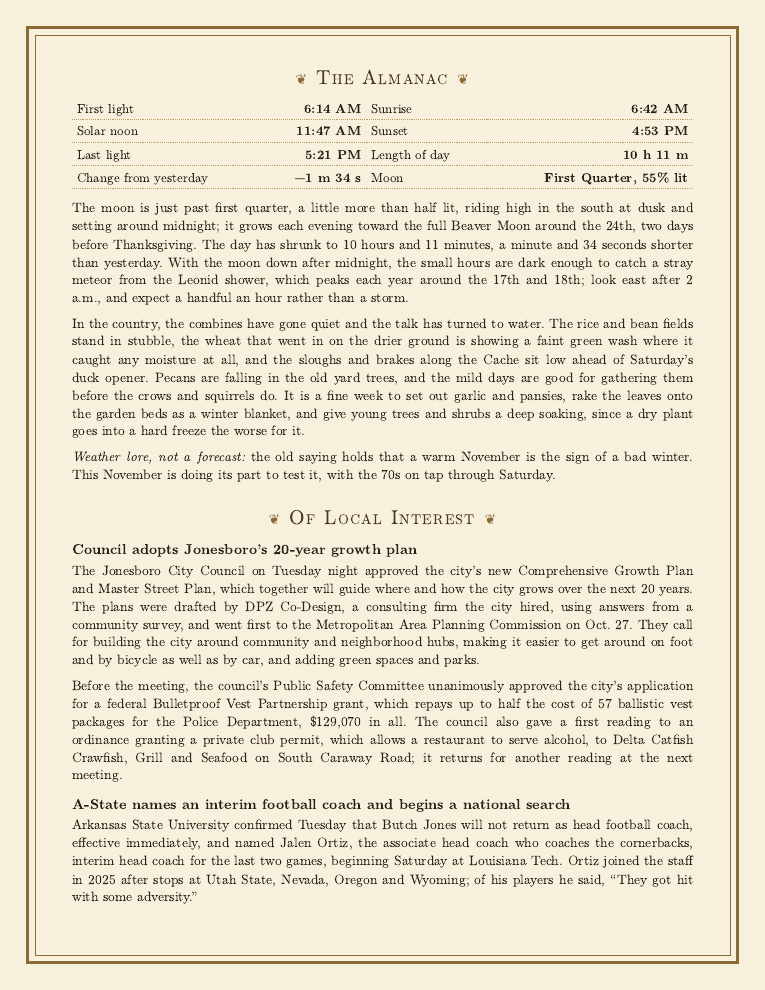 The Almanac
First light 6:14 AM Sunrise 6:42 AM
Solar noon 11:47 AM Sunset 4:53 PM
Last light 5:21 PM Length of day 10 h 11 m
Change from yesterday −1 m 34 s Moon First Quarter, 55% lit
The moon is just past first quarter, a little more than half lit, riding high in the south at dusk and
setting around midnight; it grows each evening toward the full Beaver Moon around the 24th, two days
before Thanksgiving. The day has shrunk to 10 hours and 11 minutes, a minute and 34 seconds shorter
than yesterday. With the moon down after midnight, the small hours are dark enough to catch a stray
meteor from the Leonid shower, which peaks each year around the 17th and 18th; look east after 2
a.m., and expect a handful an hour rather than a storm.
In the country, the combines have gone quiet and the talk has turned to water. The rice and bean fields
stand in stubble, the wheat that went in on the drier ground is showing a faint green wash where it
caught any moisture at all, and the sloughs and brakes along the Cache sit low ahead of Saturday's
duck opener. Pecans are falling in the old yard trees, and the mild days are good for gathering them
before the crows and squirrels do. It is a fine week to set out garlic and pansies, rake the leaves onto
the garden beds as a winter blanket, and give young trees and shrubs a deep soaking, since a dry plant
goes into a hard freeze the worse for it.
Weather lore, not a forecast: the old saying holds that a warm November is the sign of a bad winter.
This November is doing its part to test it, with the 70s on tap through Saturday.
Of Local Interest
Council adopts Jonesboro's 20-year growth plan
The Jonesboro City Council on Tuesday night approved the city's new Comprehensive Growth Plan
and Master Street Plan, which together will guide where and how the city grows over the next 20 years.
The plans were drafted by DPZ Co-Design, a consulting firm the city hired, using answers from a
community survey, and went first to the Metropolitan Area Planning Commission on Oct. 27. They call
for building the city around community and neighborhood hubs, making it easier to get around on foot
and by bicycle as well as by car, and adding green spaces and parks.
Before the meeting, the council's Public Safety Committee unanimously approved the city's application
for a federal Bulletproof Vest Partnership grant, which repays up to half the cost of 57 ballistic vest
packages for the Police Department, $129,070 in all. The council also gave a first reading to an
ordinance granting a private club permit, which allows a restaurant to serve alcohol, to Delta Catfish
Crawfish, Grill and Seafood on South Caraway Road; it returns for another reading at the next
meeting.
A-State names an interim football coach and begins a national search
Arkansas State University confirmed Tuesday that Butch Jones will not return as head football coach,
effective immediately, and named Jalen Ortiz, the associate head coach who coaches the cornerbacks,
interim head coach for the last two games, beginning Saturday at Louisiana Tech. Ortiz joined the staff
in 2025 after stops at Utah State, Nevada, Oregon and Wyoming; of his players he said, “They got hit
with some adversity.”